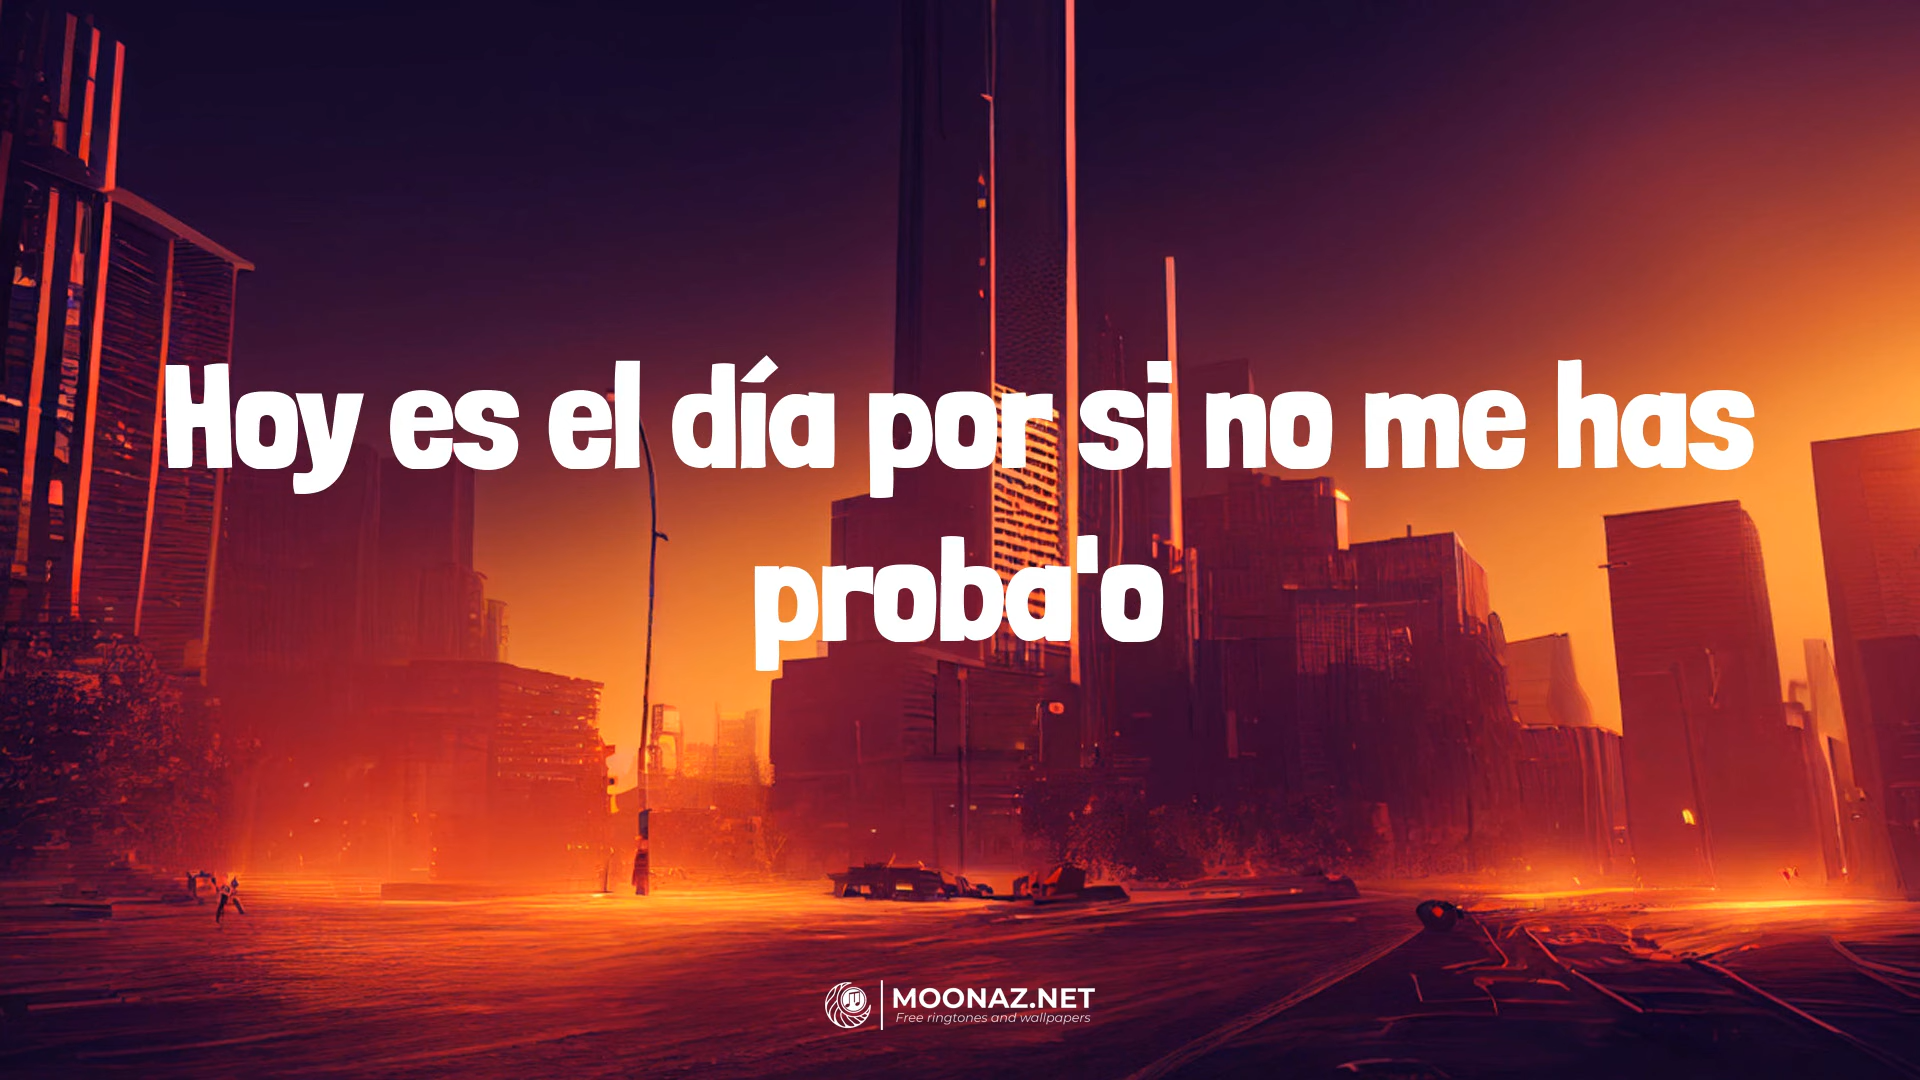 Hoy es el día por si no me has
proba'o
MOONAZ.NET
Free ringtones and wallpapers